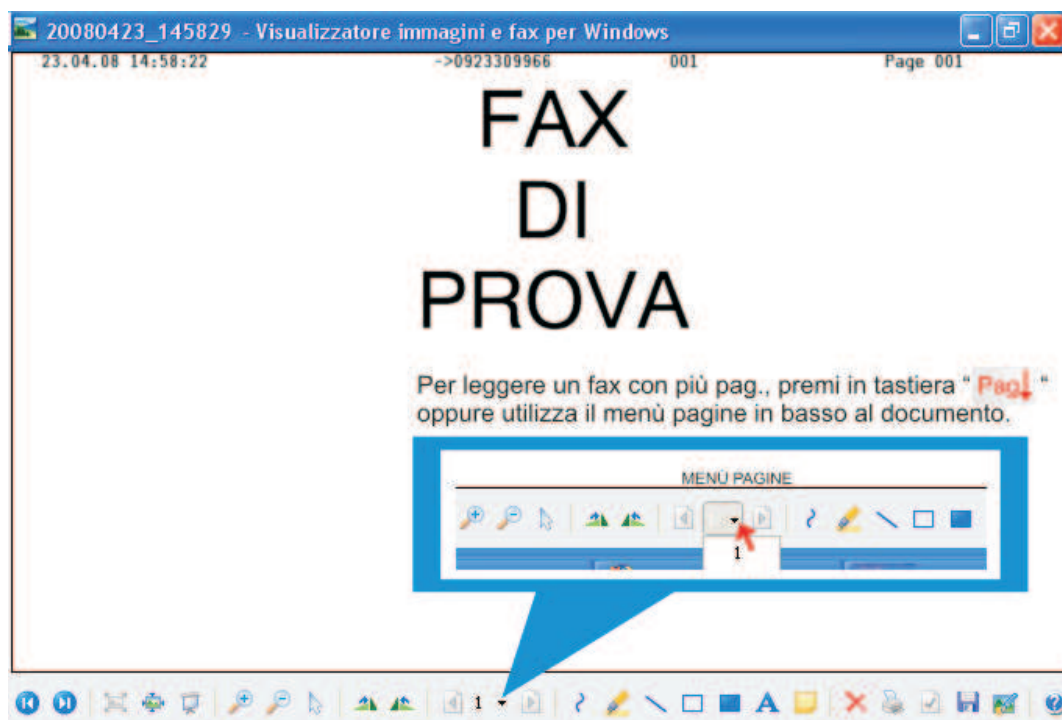 20080423_145829 - Visualizzatore immagini e fax per Windows
23.04.08 14:58:22 ->0923309966 001 Page 001
FAX
DI
PROVA
Per leggere un fax con più pag., premi in tastiera “ Pag↓ “
oppure utilizza il menù pagine in basso al documento.
MENÙ PAGINE
1
1
A